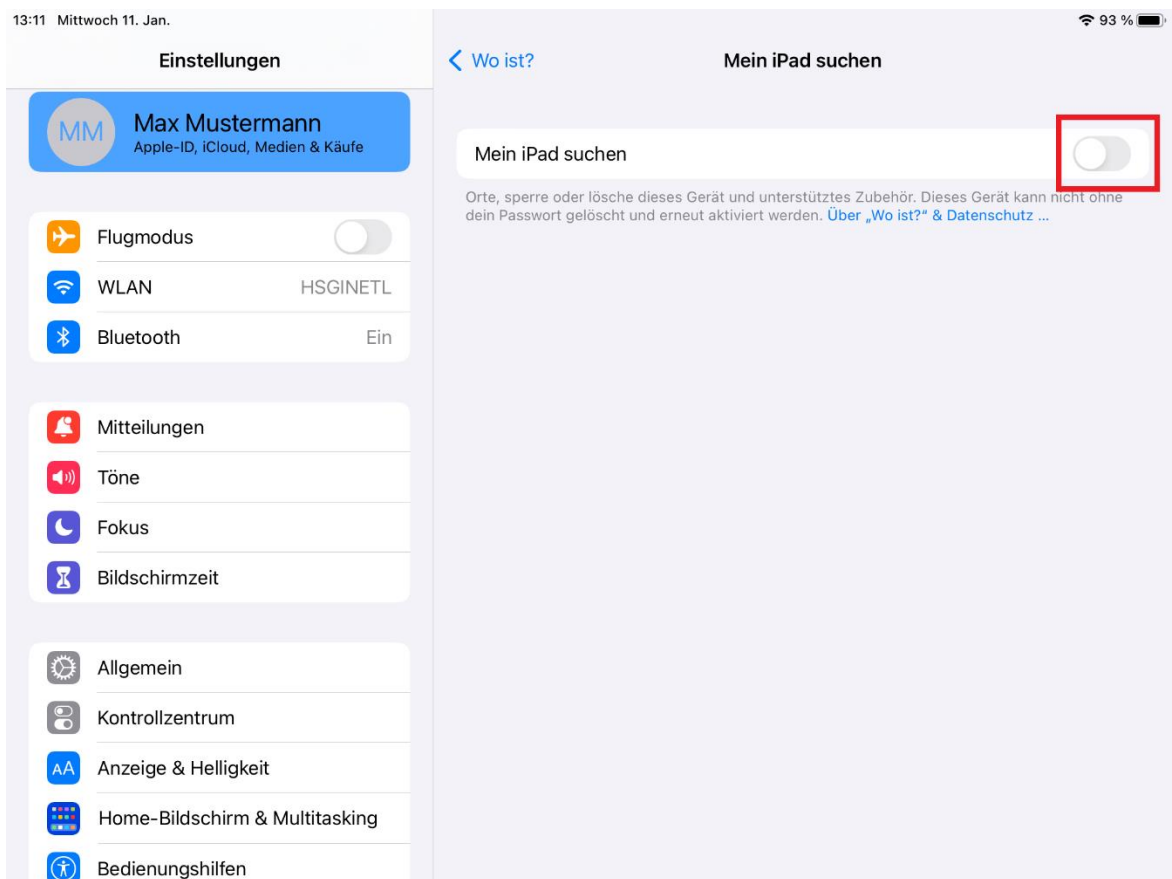 13:11 Mittwoch 11. Jan.
93 %
Einstellungen
MM
Max Mustermann
Apple-ID, iCloud, Medien & Käufe
Flugmodus
WLAN HSGINETL
Bluetooth Ein
Mitteilungen
Töne
Fokus
Bildschirmzeit
Allgemein
Kontrollzentrum
AA
Anzeige & Helligkeit
Home-Bildschirm & Multitasking
Bedienungshilfen
Wo ist?
Mein iPad suchen
Mein iPad suchen
Orte, sperre oder lösche dieses Gerät und unterstütztes Zubehör. Dieses Gerät kann nicht ohne
dein Passwort gelöscht und erneut aktiviert werden. Über „Wo ist?“ & Datenschutz ...